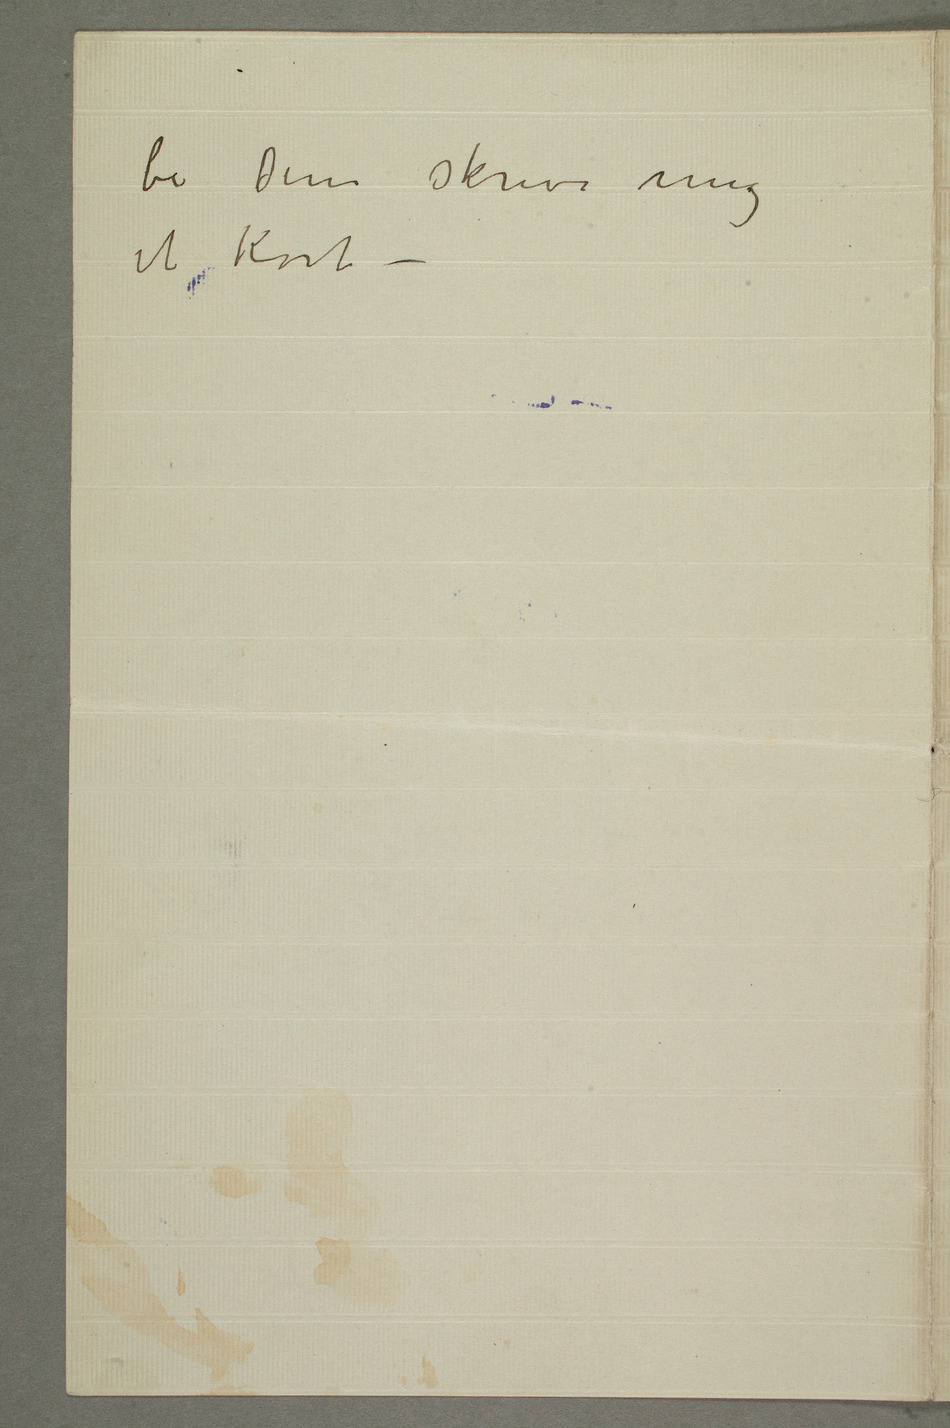 be Dem skrive mig
et Kort –